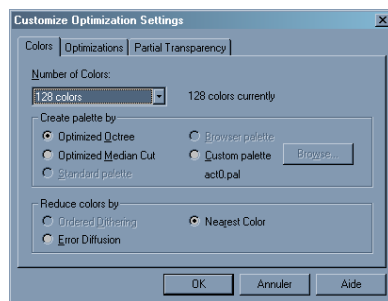 Customize Optimization Settings
Colors Optimizations Partial Transparency
Number of Colors:
128 colors 128 colors currently
Create palette by
Optimized Octree Browser palette
Optimized Median Cut Custom palette Browse...
Standard palette act0.pal
Reduce colors by
Ordered Dithering Nearest Color
Error Diffusion
OK Annuler Aide